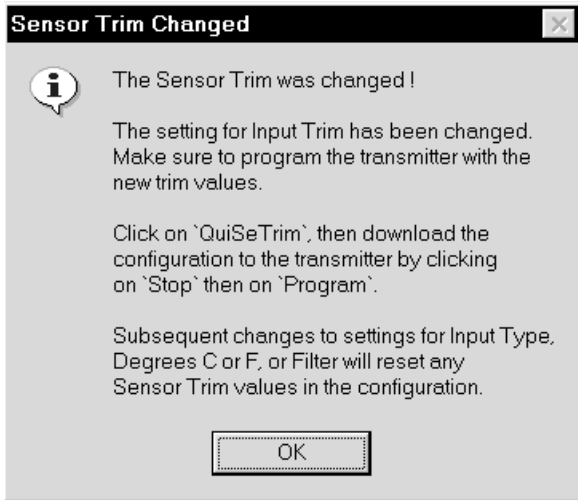 Sensor Trim Changed
The Sensor Trim was changed !
The setting for Input Trim has been changed.
Make sure to program the transmitter with the
new trim values.
Click on `QuiSeTrim`, then download the
configuration to the transmitter by clicking
on `Stop` then on `Program`.
Subsequent changes to settings for Input Type,
Degrees C or F, or Filter will reset any
Sensor Trim values in the configuration.
OK